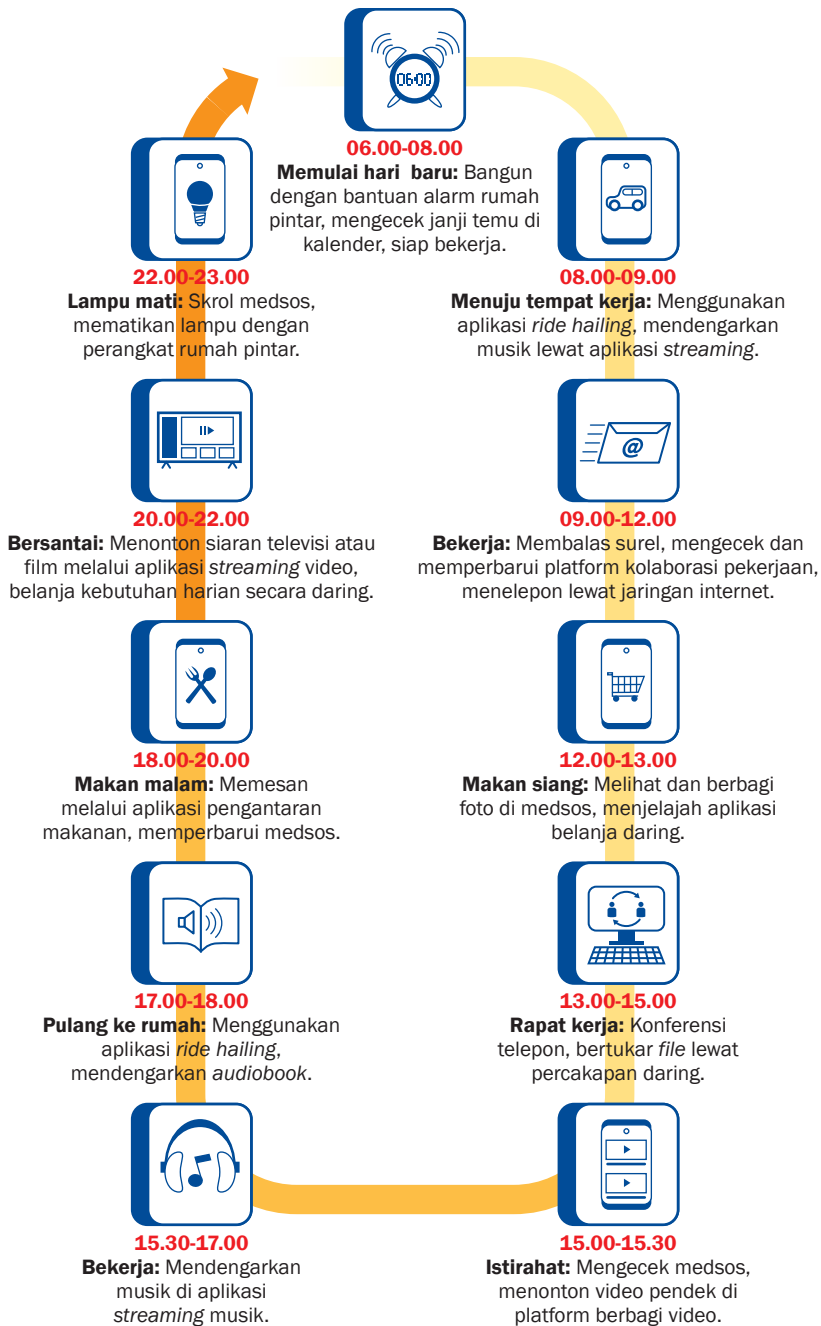 06:00
06.00-08.00
Memulai hari baru: Bangun
dengan bantuan alarm rumah
pintar, mengecek janji temu di
kalender, siap bekerja.
08.00-09.00
Menuju tempat kerja: Menggunakan
aplikasi ride hailing, mendengarkan
musik lewat aplikasi streaming.
@
09.00-12.00
Bekerja: Membalas surel, mengecek dan
memperbarui platform kolaborasi pekerjaan,
menelepon lewat jaringan internet.
12.00-13.00
Makan siang: Melihat dan berbagi
foto di medsos, menjelajah aplikasi
belanja daring.
13.00-15.00
Rapat kerja: Konferensi
telepon, bertukar file lewat
percakapan daring.
15.00-15.30
Istirahat: Mengecek medsos,
menonton video pendek di
platform berbagi video.
15.30-17.00
Bekerja: Mendengarkan
musik di aplikasi
streaming musik.
17.00-18.00
Pulang ke rumah: Menggunakan
aplikasi ride hailing,
mendengarkan audiobook.
18.00-20.00
Makan malam: Memesan
melalui aplikasi pengantaran
makanan, memperbarui medsos.
20.00-22.00
Bersantai: Menonton siaran televisi atau
film melalui aplikasi streaming video,
belanja kebutuhan harian secara daring.
22.00-23.00
Lampu mati: Skrol medsos,
mematikan lampu dengan
perangkat rumah pintar.